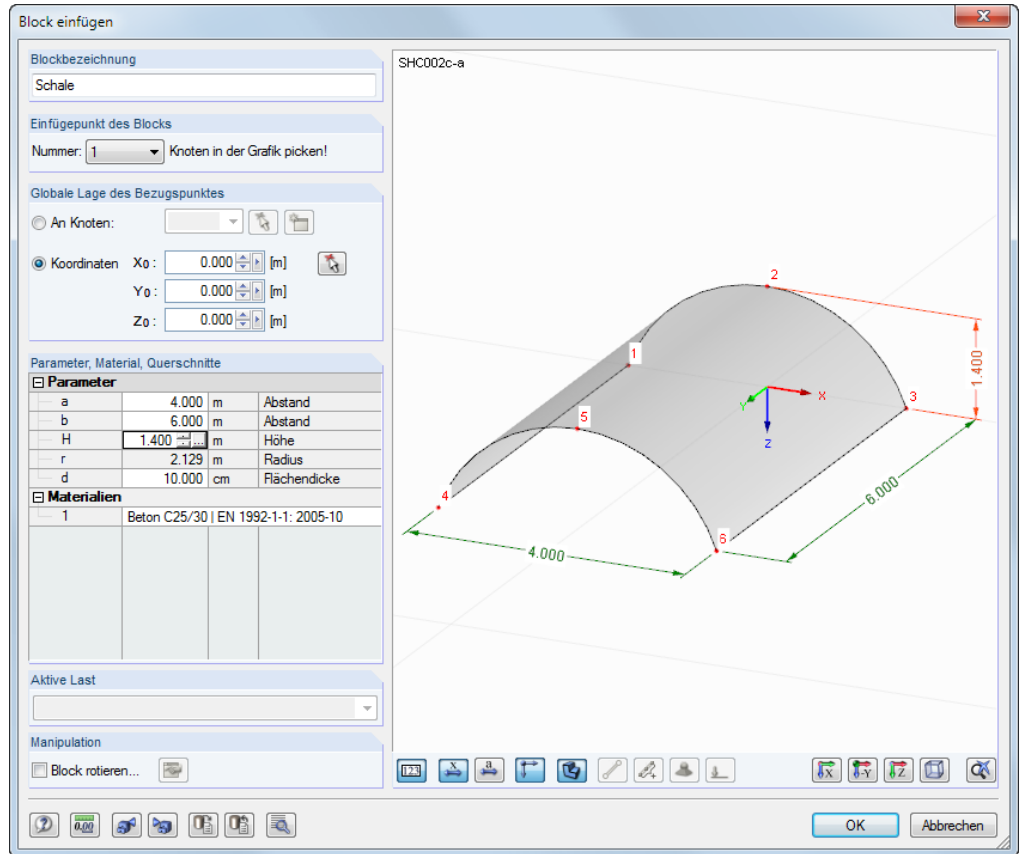 Block einfügen
Blockbezeichnung
Schale
Einfügepunkt des Blocks
Nummer: 1 Knoten in der Grafik picken!
Globale Lage des Bezugspunktes
An Knoten:
Koordinaten X0 : 0.000 [m]
Y0 : 0.000 [m]
Z0 : 0.000 [m]
Parameter, Material, Querschnitte
Parameter
a 4.000 m Abstand
b 6.000 m Abstand
H 1.400 ... m Höhe
r 2.129 m Radius
d 10.000 cm Flächendicke
Materialien
1 Beton C25/30 | EN 1992-1-1: 2005-10
Aktive Last
Manipulation
Block rotieren...
SHC002c-a
2
1
1.400
3
X
Y
5
Z
4
6.000
6
4.000
123
x
a
X
-Y
Z
0.00
OK
Abbrechen